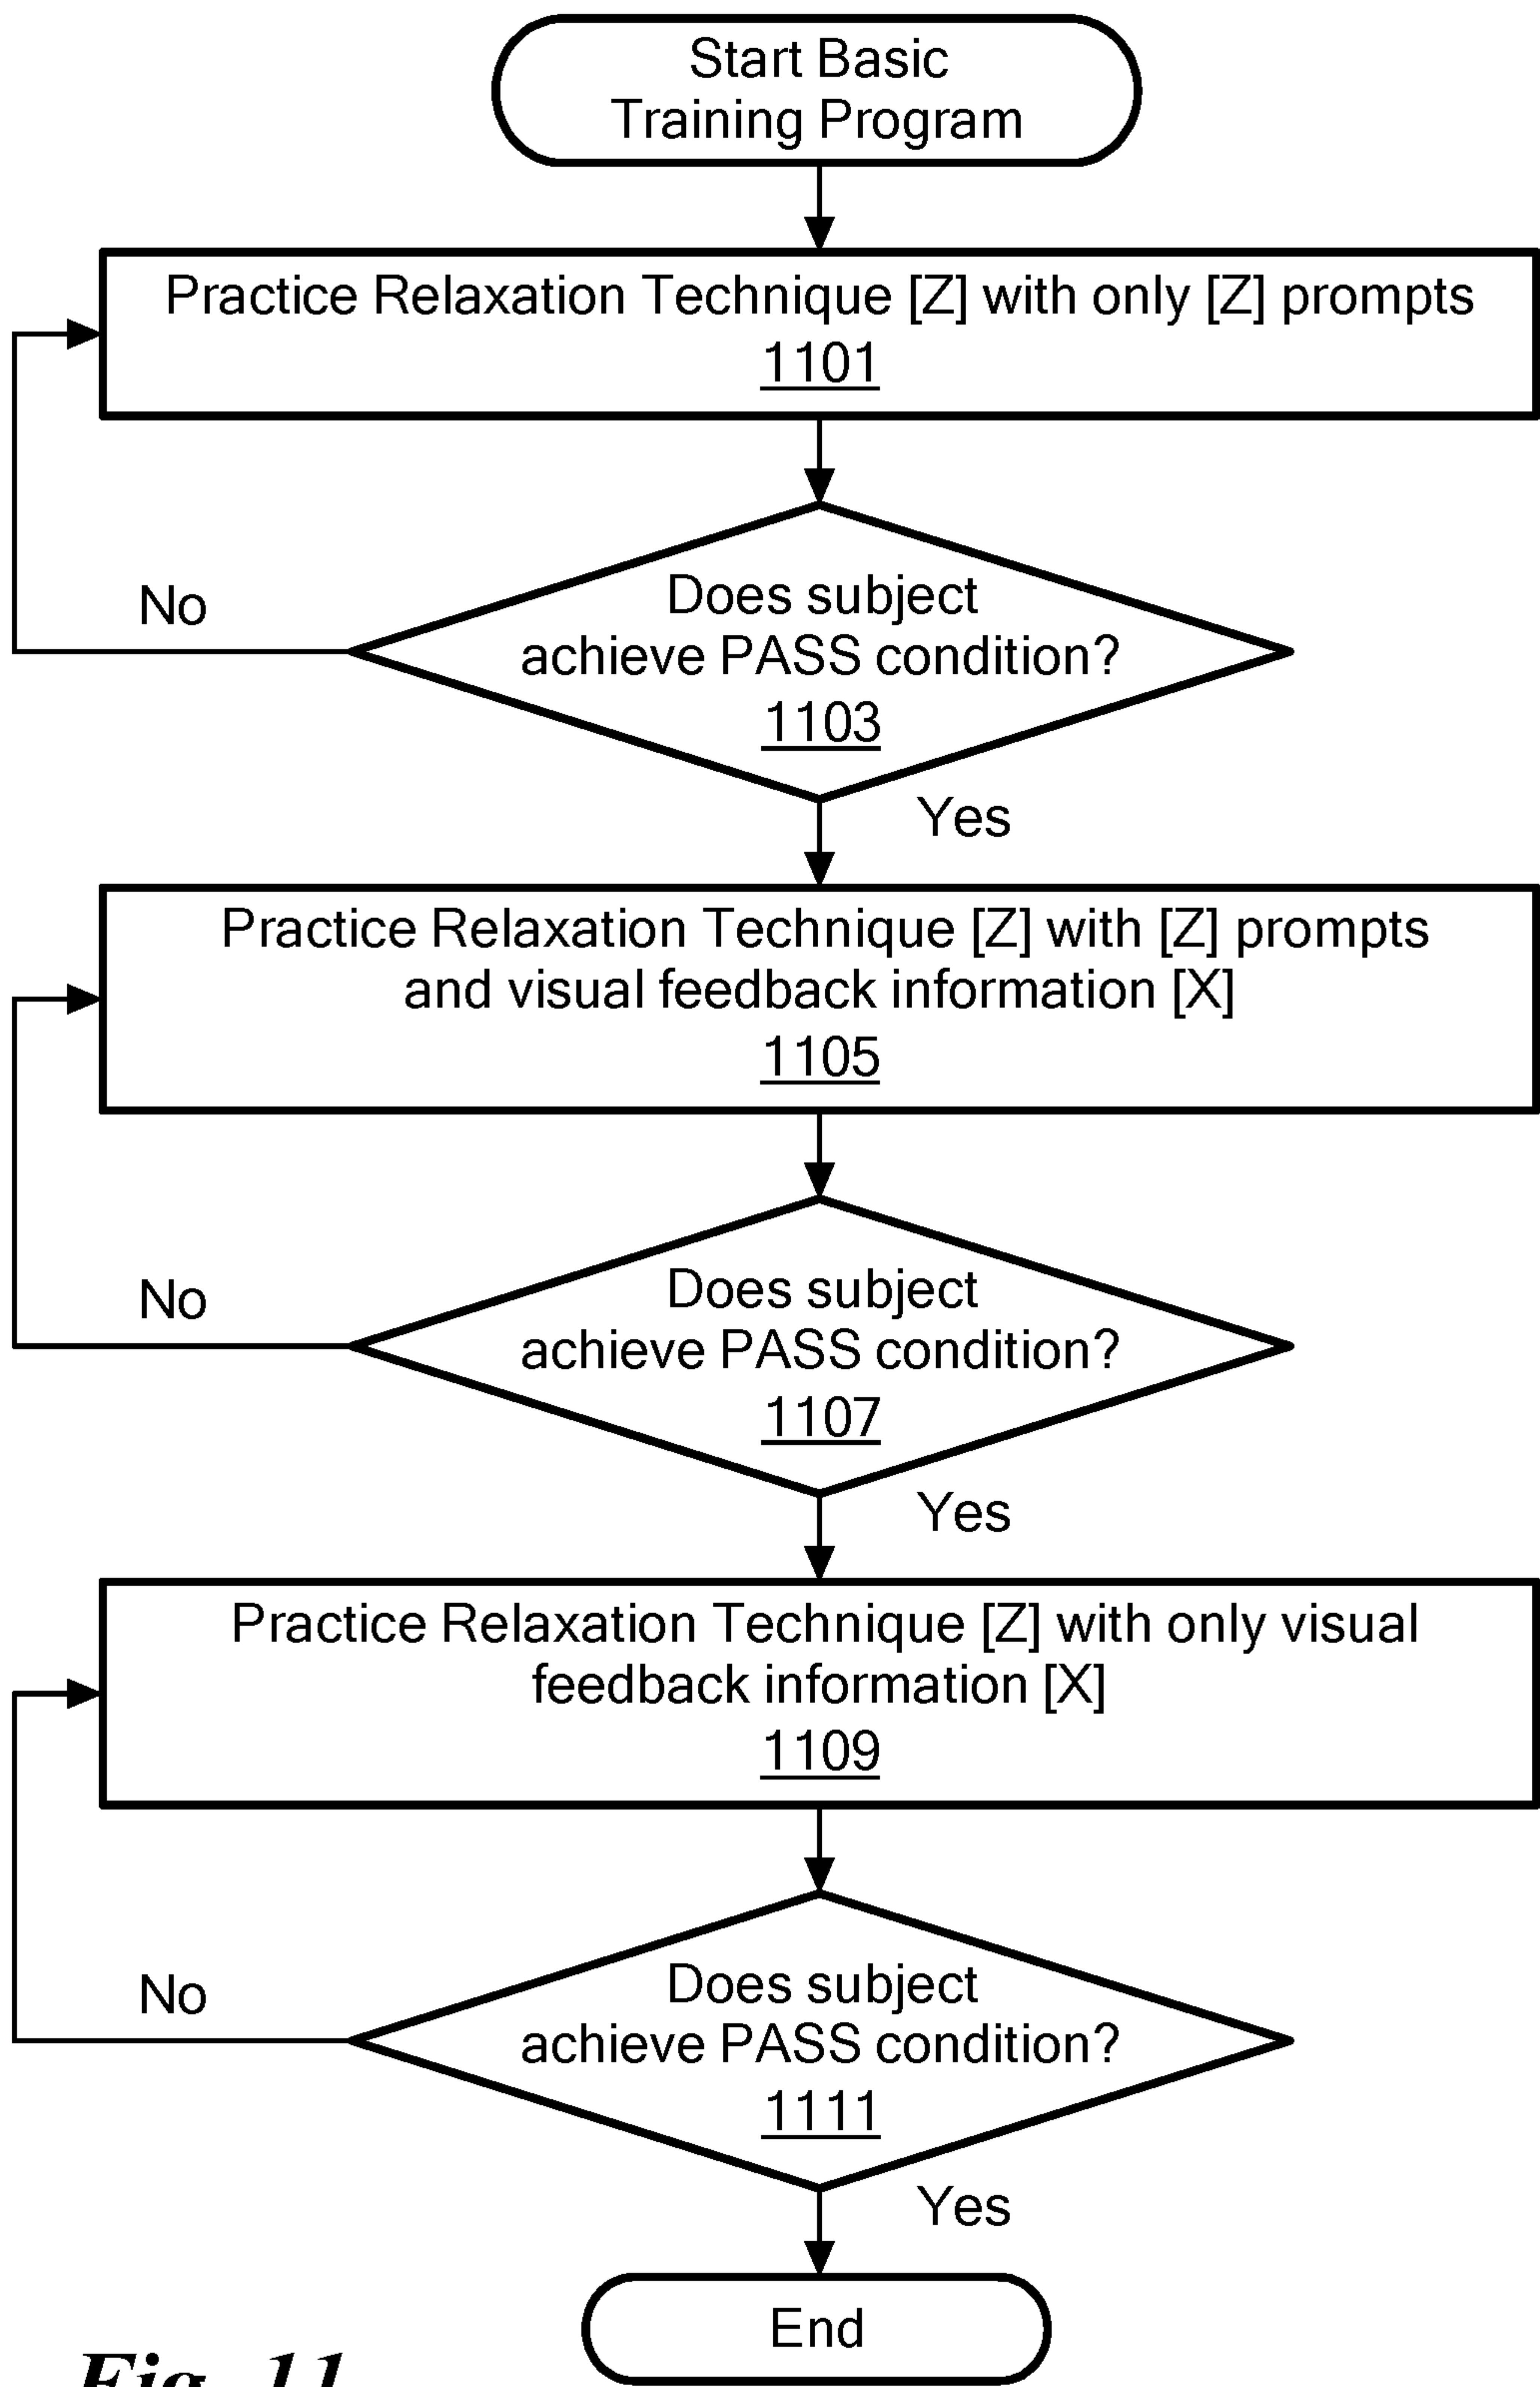 Start Basic
Training Program
Practice Relaxation Technique [Z] with only [Z] prompts
1101
Does subject
achieve PASS condition?
1103
No
Yes
Practice Relaxation Technique [Z] with [Z] prompts
and visual feedback information [X]
1105
Does subject
achieve PASS condition?
1107
No
Yes
Practice Relaxation Technique [Z] with only visual
feedback information [X]
1109
Does subject
achieve PASS condition?
1111
No
Yes
End
Fig. 11